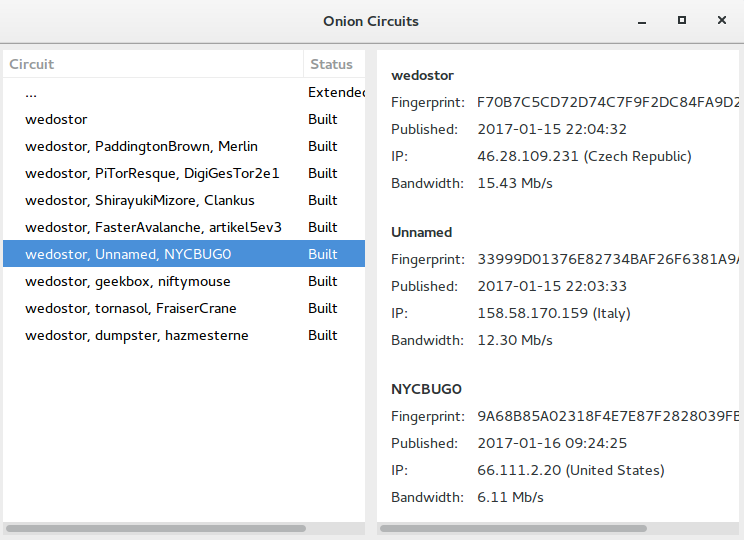 Onion Circuits
Circuit Status
... Extended
wedostor Built
wedostor, PaddingtonBrown, Merlin Built
wedostor, PiTorResque, DigiGesTor2e1 Built
wedostor, ShirayukiMizore, Clankus Built
wedostor, FasterAvalanche, artikel5ev3 Built
wedostor, Unnamed, NYCBUG0 Built
wedostor, geekbox, niftymouse Built
wedostor, tornasol, FraiserCrane Built
wedostor, dumpster, hazmesterne Built
wedostor
Fingerprint: F70B7C5CD72D74C7F9F2DC84FA9D2
Published: 2017-01-15 22:04:32
IP: 46.28.109.231 (Czech Republic)
Bandwidth: 15.43 Mb/s
Unnamed
Fingerprint: 33999D01376E82734BAF26F6381A9A
Published: 2017-01-15 22:03:33
IP: 158.58.170.159 (Italy)
Bandwidth: 12.30 Mb/s
NYCBUG0
Fingerprint: 9A68B85A02318F4E7E87F2828039FB
Published: 2017-01-16 09:24:25
IP: 66.111.2.20 (United States)
Bandwidth: 6.11 Mb/s